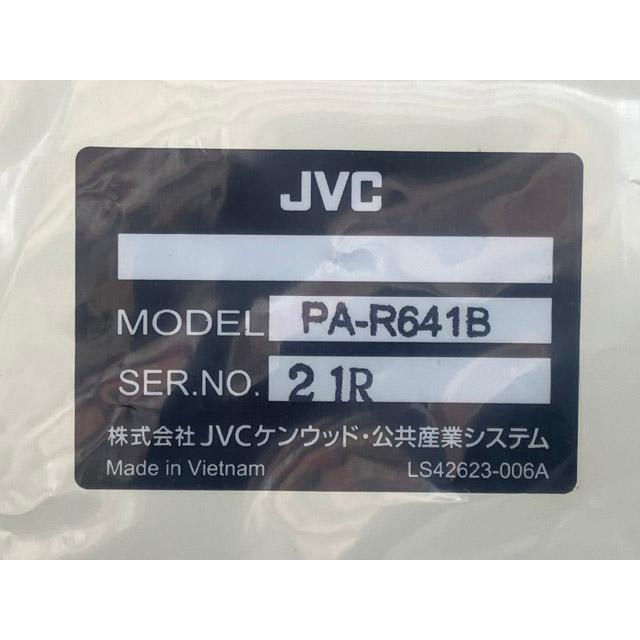 JVC
MODEL PA-R641B
SER.NO. 21R
株式会社 JVCケンウッド・公共産業システム
Made in Vietnam LS42623-006A